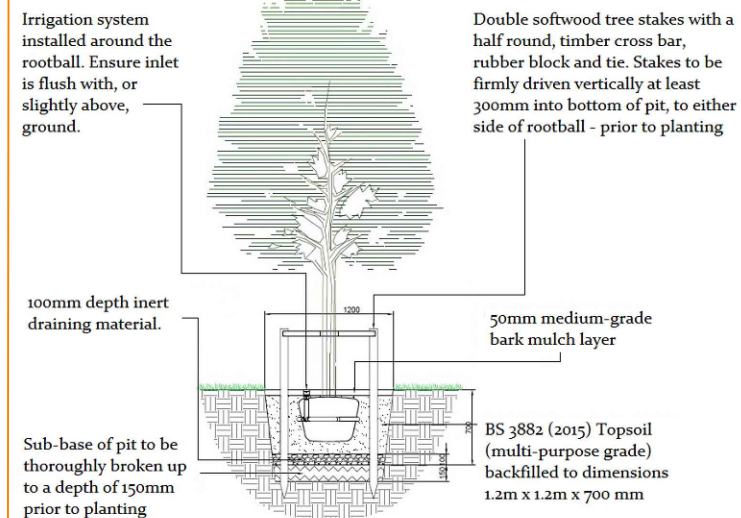 Irrigation system
installed around the
rootball. Ensure inlet
is flush with, or
slightly above,
ground.
Double softwood tree stakes with a
half round, timber cross bar,
rubber block and tie. Stakes to be
firmly driven vertically at least
300mm into bottom of pit, to either
side of rootball - prior to planting
100mm depth inert
draining material.
1200
50mm medium-grade
bark mulch layer
700
BS 3882 (2015) Topsoil
(multi-purpose grade)
backfilled to dimensions
1.2m x 1.2m x 700 mm
100
150
Sub-base of pit to be
thoroughly broken up
to a depth of 150mm
prior to planting